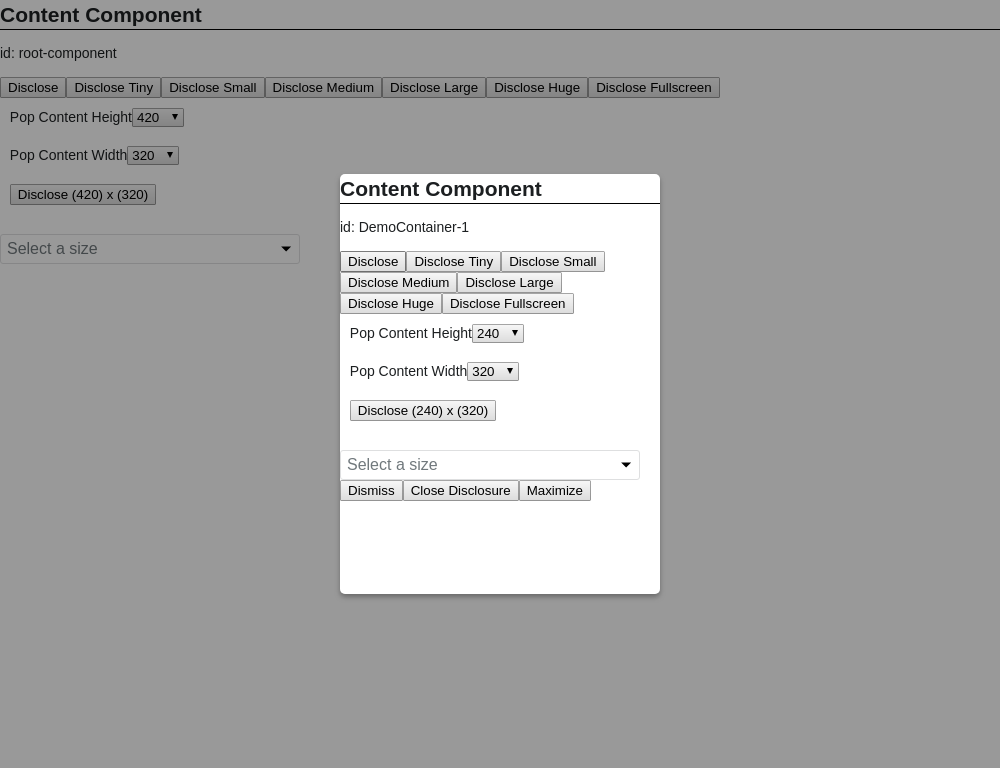 Content Component
id: root-component
Disclose Disclose Tiny Disclose Small Disclose Medium Disclose Large Disclose Huge Disclose Fullscreen
Pop Content Height 420
Pop Content Width 320
Disclose (420) x (320)
Select a size
Content Component
id: DemoContainer-1
Disclose Disclose Tiny Disclose Small
Disclose Medium Disclose Large
Disclose Huge Disclose Fullscreen
Pop Content Height 240
Pop Content Width 320
Disclose (240) x (320)
Select a size
Dismiss Close Disclosure Maximize